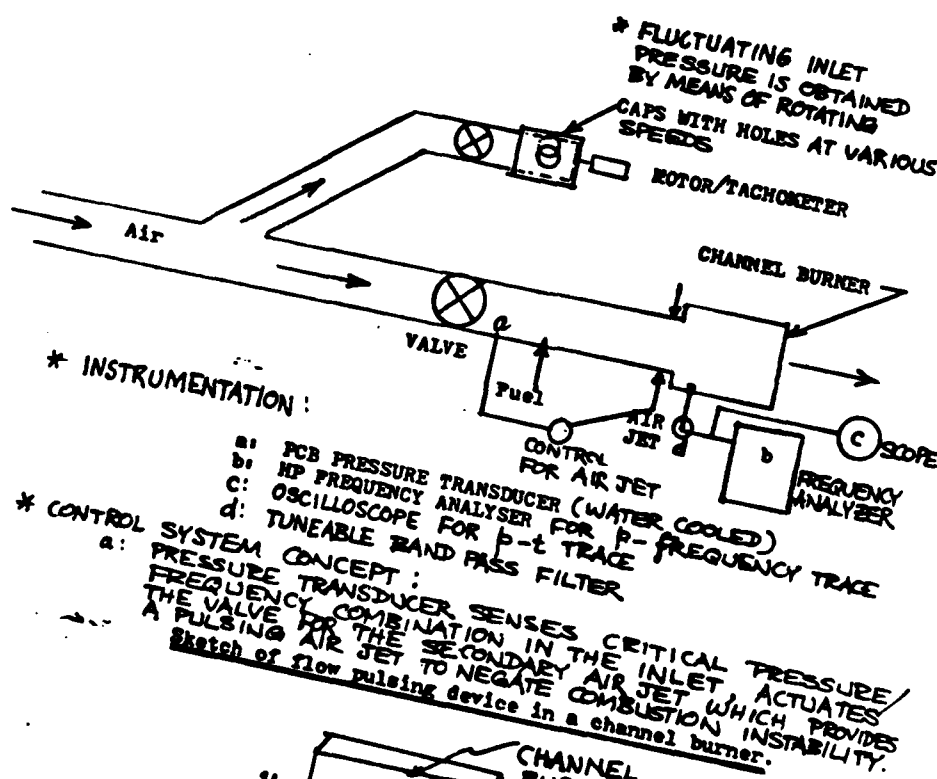 * FLUCTUATING INLET
PRESSURE IS OBTAINED
BY MEANS OF ROTATING
CAPS WITH HOLES AT VARIOUS
SPEEDS
ROTOR/TACHOMETER
Air
CHANNEL BURNER
a
VALVE
Fuel
AIR
JET
d
b
c
SCOPE
CONTROL
FOR AIR JET
FREQUENCY
ANALYZER
* INSTRUMENTATION :
a: PCB PRESSURE TRANSDUCER (WATER COOLED)
b: HP FREQUENCY ANALYSER FOR p- FREQUENCY TRACE
c: OSCILLOSCOPE FOR p-t TRACE
d: TUNEABLE BAND PASS FILTER
* CONTROL SYSTEM CONCEPT :
a: PRESSURE TRANSDUCER SENSES CRITICAL PRESSURE/
FREQUENCY COMBINATION IN THE INLET, ACTUATES
THE VALVE FOR THE SECONDARY AIR JET WHICH PROVIDES
A PULSING AIR JET TO NEGATE COMBUSTION INSTABILITY.
Sketch of flow pulsing device in a channel burner.
CHANNEL